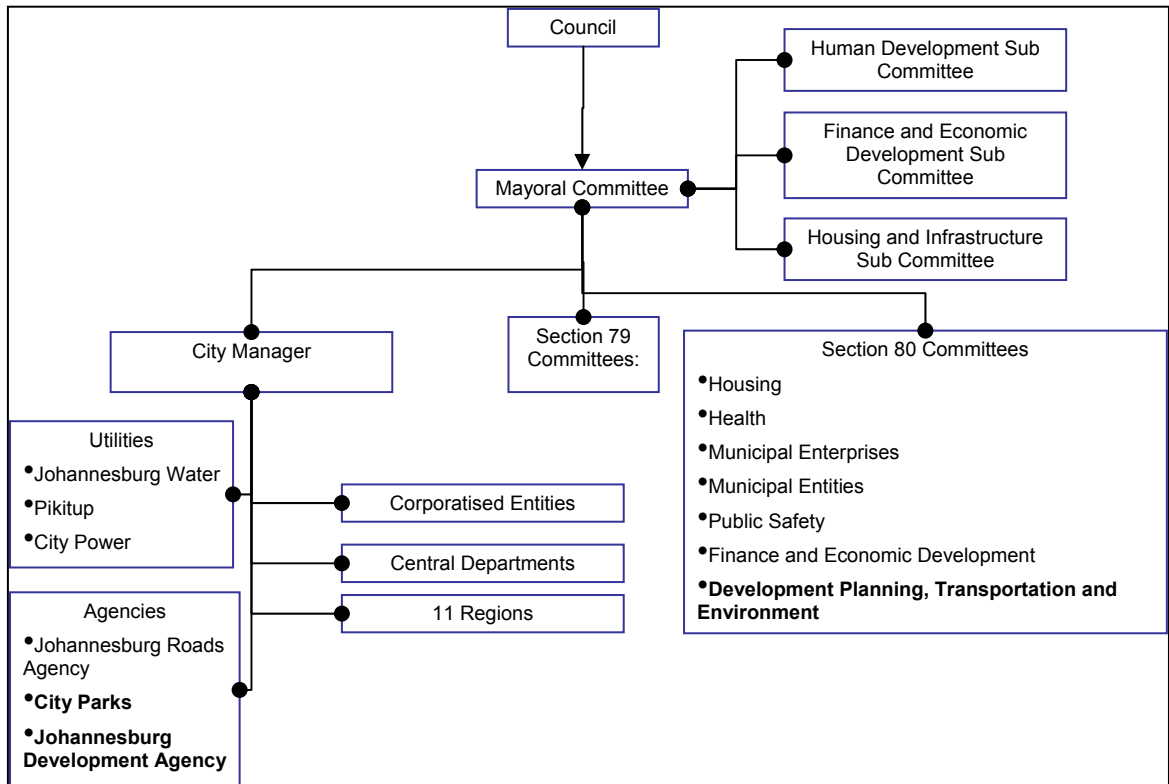 Council
Human Development Sub
Committee
Finance and Economic
Development Sub
Committee
Mayoral Committee
Housing and Infrastructure
Sub Committee
City Manager
Section 79
Committees:
Section 80 Committees
•Housing
•Health
•Municipal Enterprises
•Municipal Entities
•Public Safety
•Finance and Economic Development
•Development Planning, Transportation and
Environment
Utilities
•Johannesburg Water
•Pikitup
•City Power
Corporatised Entities
Central Departments
11 Regions
Agencies
•Johannesburg Roads
Agency
•City Parks
•Johannesburg
Development Agency